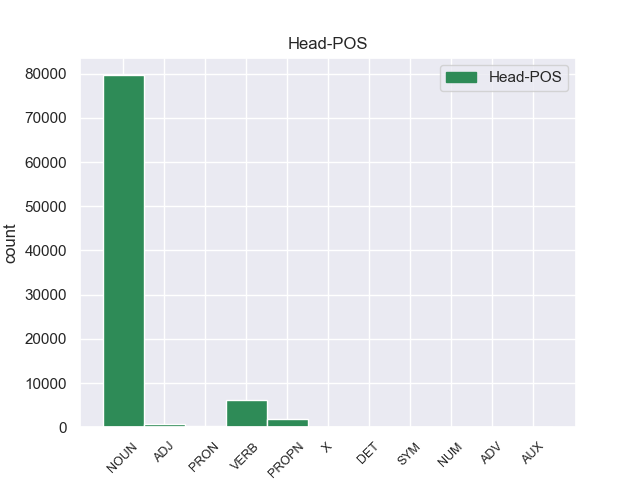 Head-POS
Head-POS
80000
70000
60000
50000
40000
30000
20000
10000
0
count
NOUN
ADJ
PRON
VERB
PROPN
X
DET
SYM
NUM
ADV
AUX